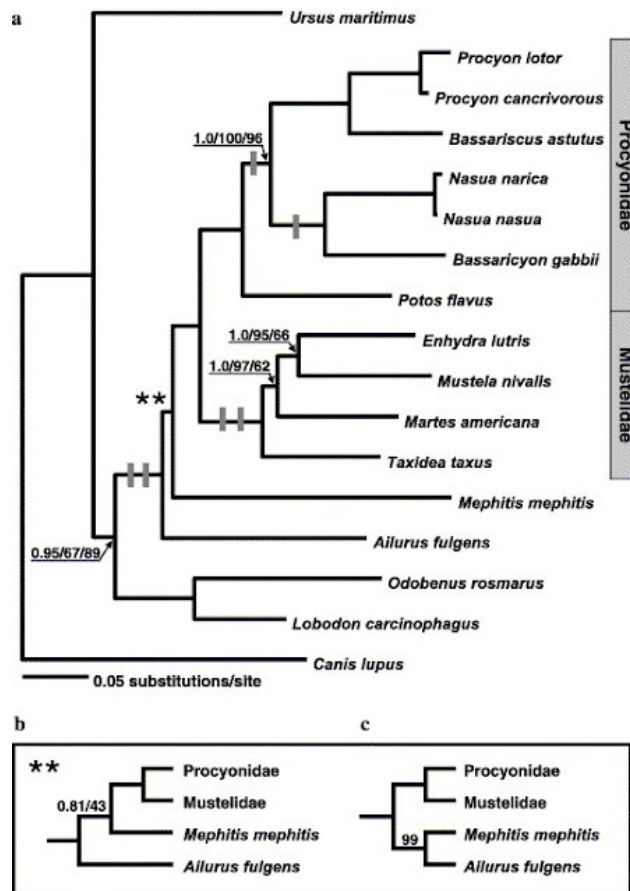 a
Ursus maritimus
Procyon lotor
Procyon cancrivorous
1.0/100/96
Bassariscus astutus
Nasua narica
Nasua nasua
Bassaricyon gabbii
Potos flavus
Procyonidae
1.0/95/66
Enhydra lutris
1.0/97/62
Mustela nivalis
**
Martes americana
Taxidea taxus
Mustelidae
Mephitis mephitis
0.95/67/89
Ailurus fulgens
Odobenus rosmarus
Lobodon carcinophagus
Canis lupus
0.05 substitutions/site
b
**
Procyonidae
0.81/43
Mustelidae
Mephitis mephitis
Ailurus fulgens
c
Procyonidae
Mustelidae
99
Mephitis mephitis
Ailurus fulgens